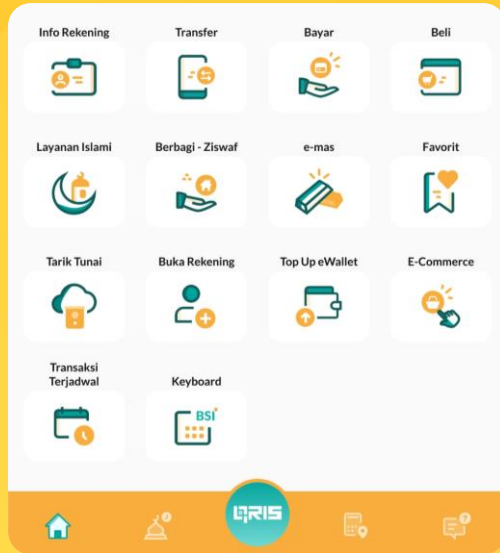 Info Rekening Transfer Bayar Beli
Layanan Islami Berbagi - Ziswaf e-mas Favorit
Tarik Tunai Buka Rekening Top Up eWallet E-Commerce
Transaksi
Terjadwal Keyboard
BSI
QRIS